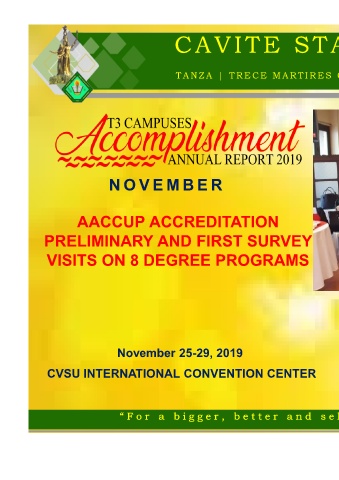 CAVITE STA
TANZA | TRECE MARTIRES
T3 CAMPUSES
Accomplishment
ANNUAL REPORT 2019
NOVEMBER
AACCUP ACCREDITATION
PRELIMINARY AND FIRST SURVEY
VISITS ON 8 DEGREE PROGRAMS
November 25-29, 2019
CVSU INTERNATIONAL CONVENTION CENTER
“For a bigger, better and sel